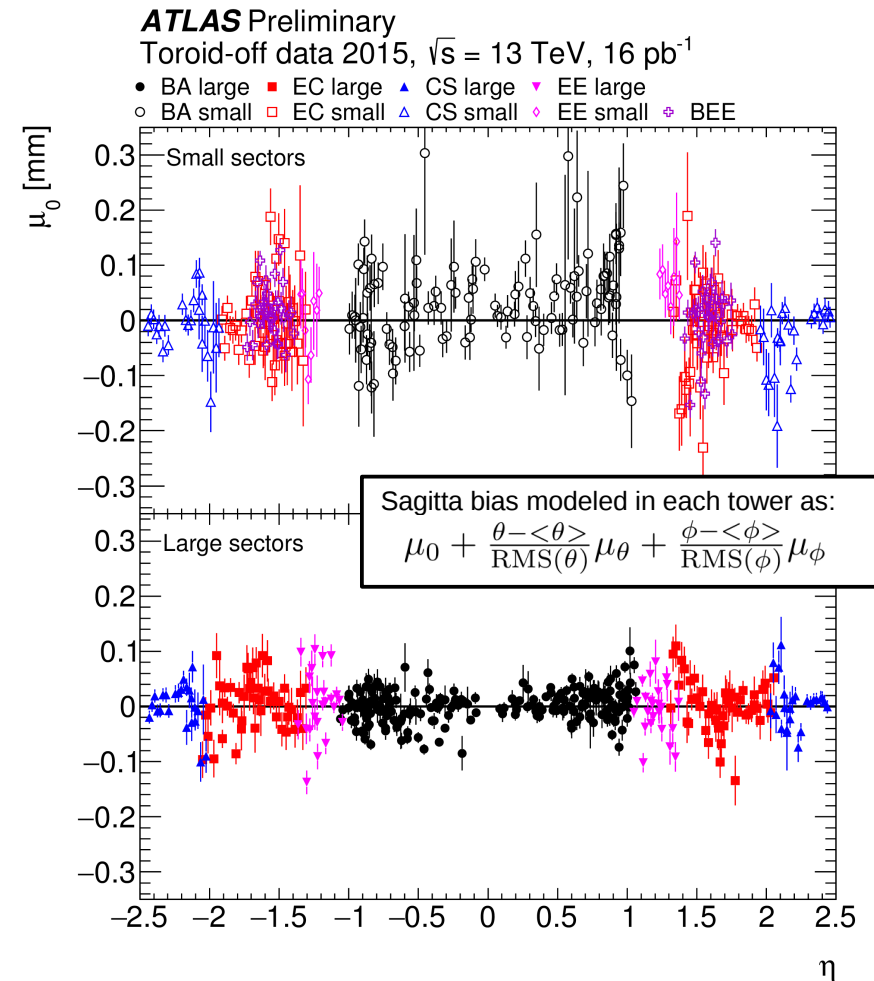 ATLAS Preliminary
Toroid-off data 2015, √s = 13 TeV, 16 pb⁻¹
BA large EC large CS large EE large
BA small EC small CS small EE small BEE
μ₀ [mm]
Small sectors
0.3
0.2
0.1
0
−0.1
−0.2
−0.3
Sagitta bias modeled in each tower as:
μ₀ + (θ−<θ>)/RMS(θ) μ_θ + (ϕ−<ϕ>)/RMS(ϕ) μ_ϕ
Large sectors
0.3
0.2
0.1
0
−0.1
−0.2
−0.3
−2.5 −2 −1.5 −1 −0.5 0 0.5 1 1.5 2 2.5
η